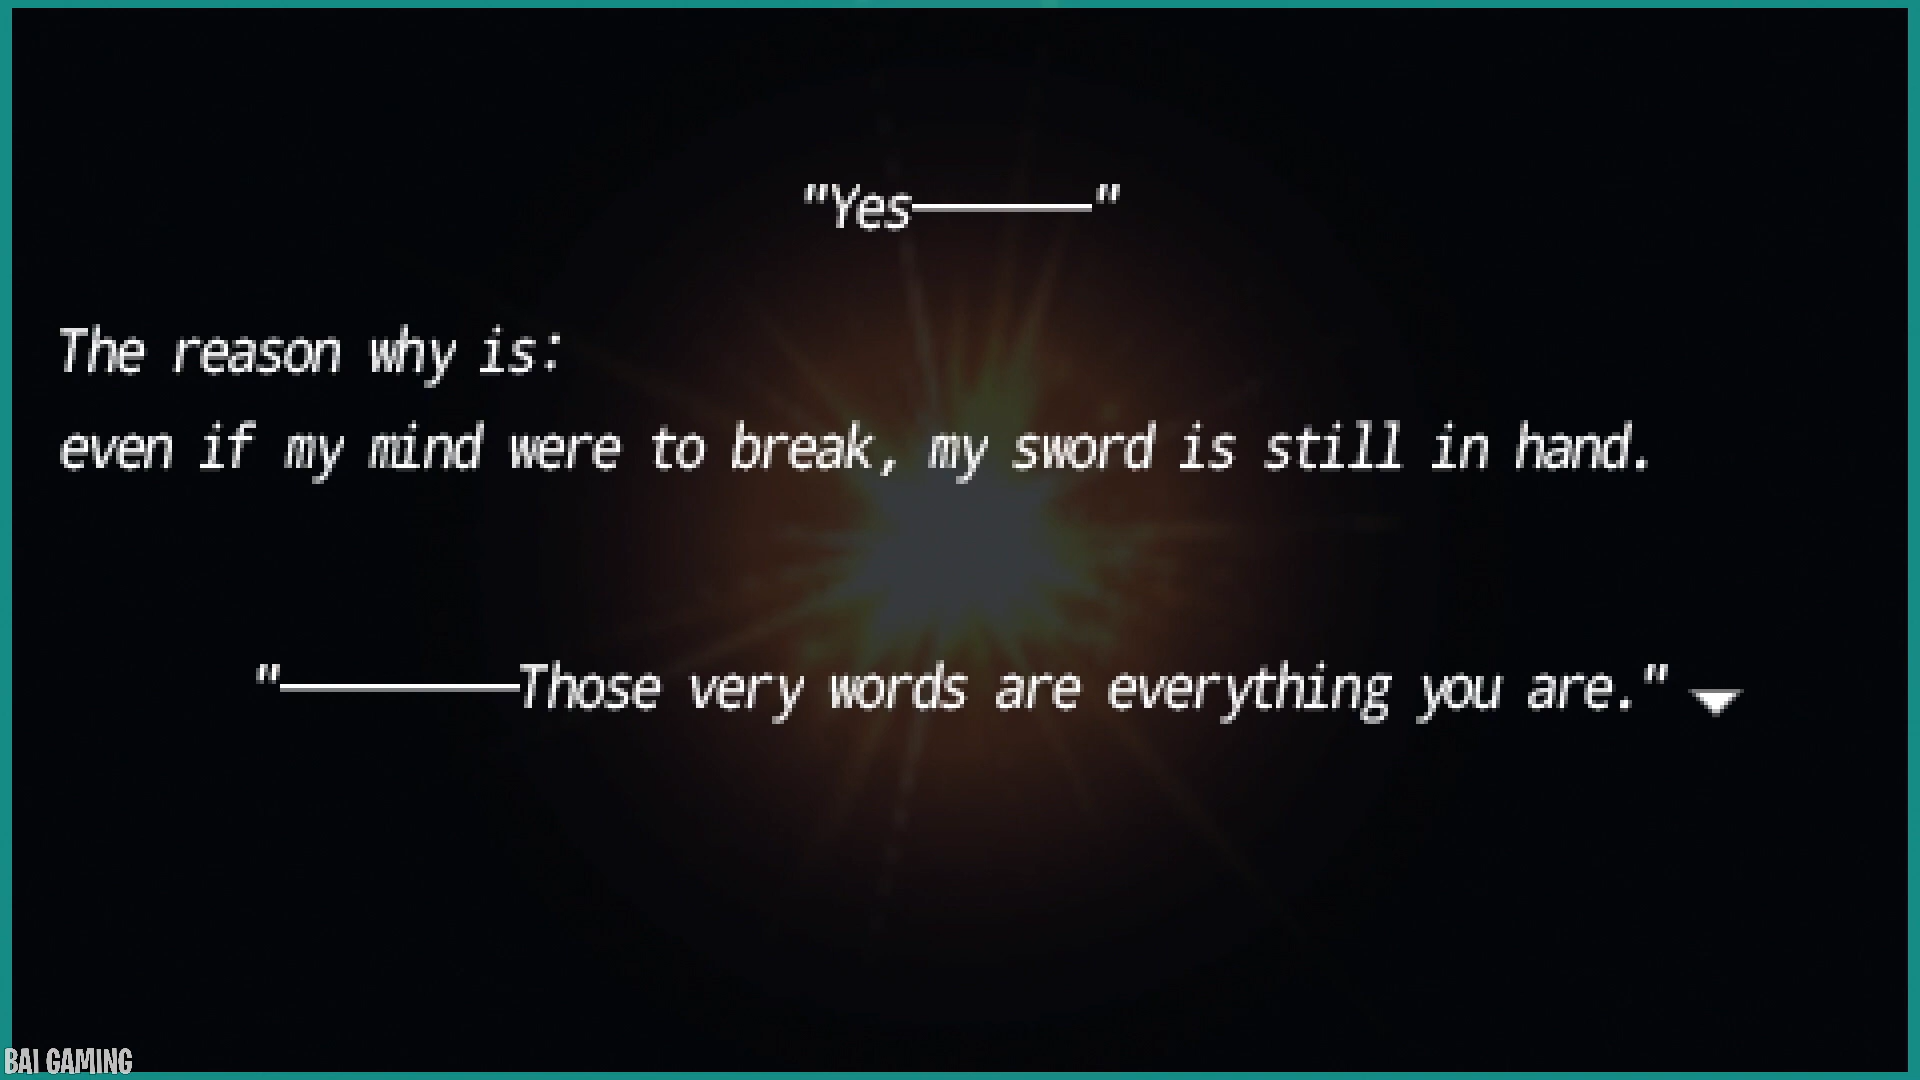 "Yes———"
The reason why is:
even if my mind were to break, my sword is still in hand.
"————Those very words are everything you are."
BAI GAMING